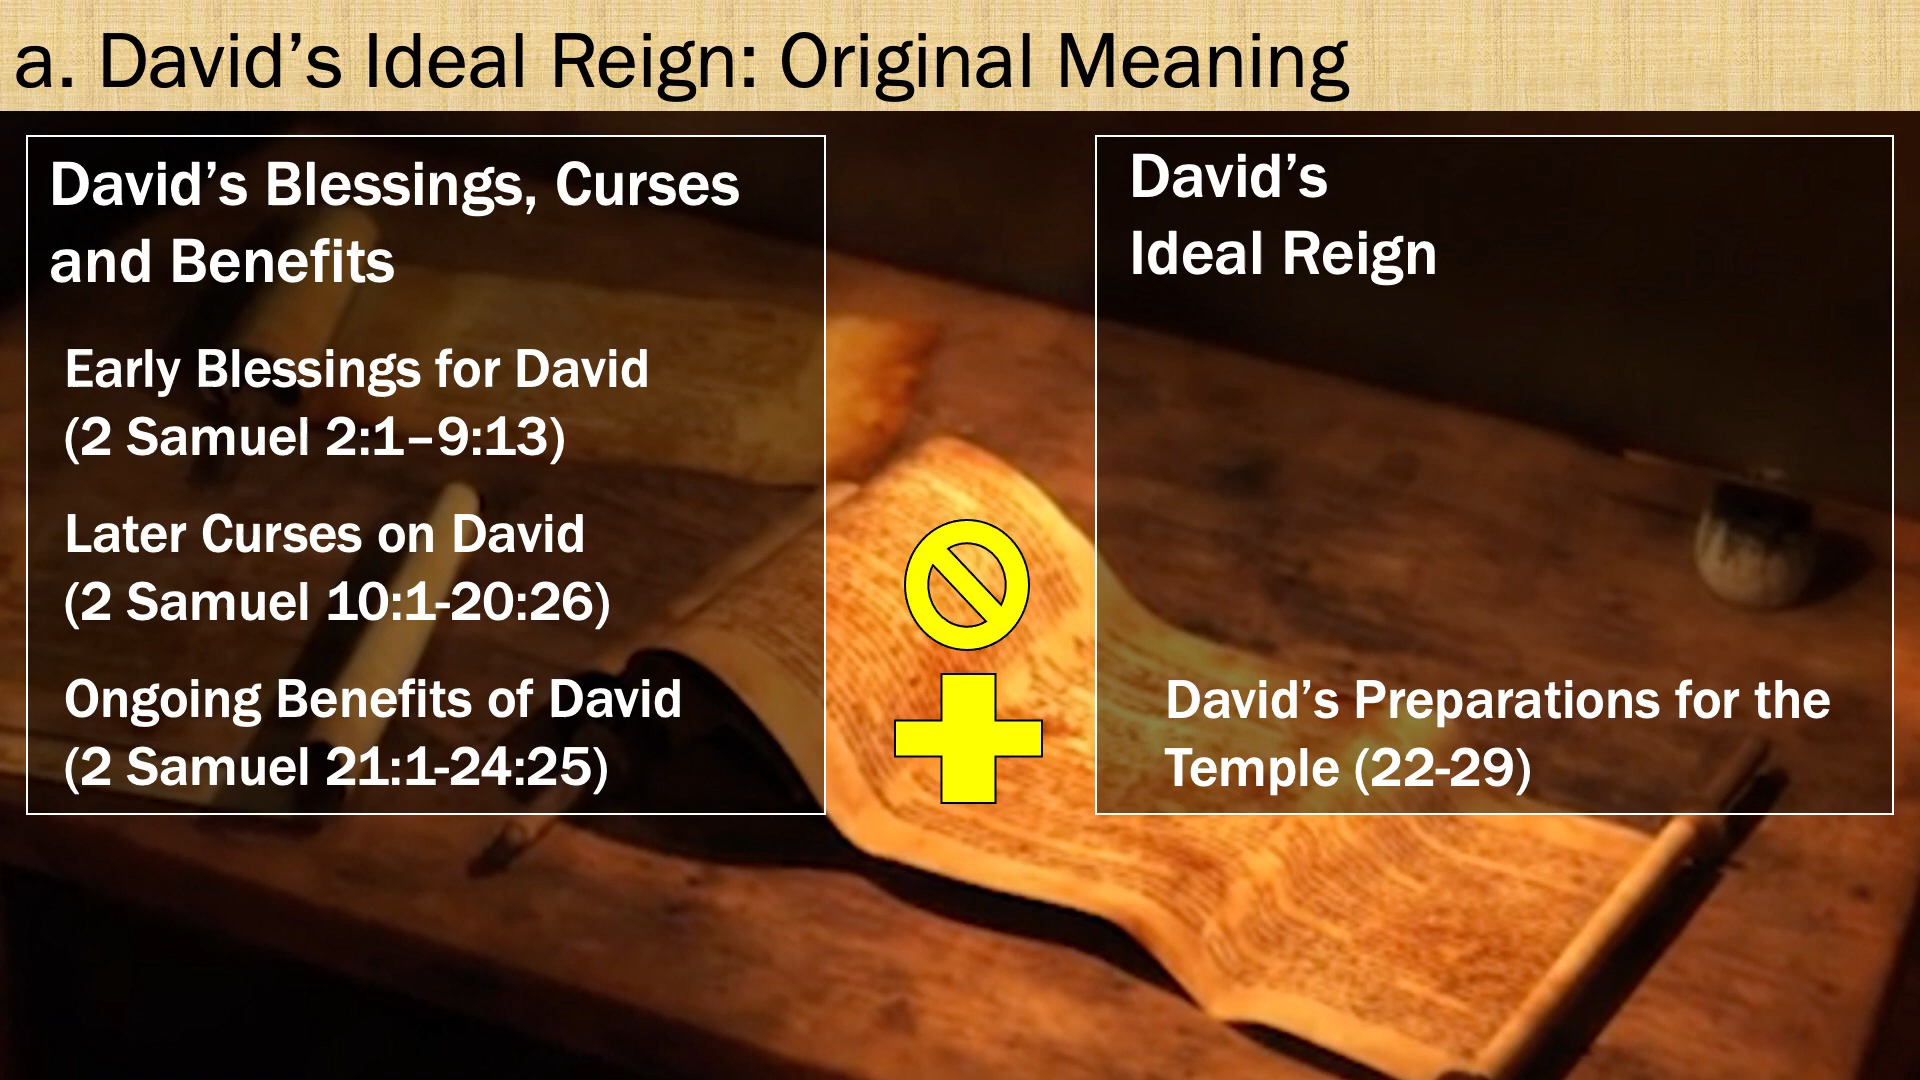 a. David’s Ideal Reign: Original Meaning
David’s Blessings, Curses
and Benefits
Early Blessings for David
(2 Samuel 2:1–9:13)
Later Curses on David
(2 Samuel 10:1-20:26)
Ongoing Benefits of David
(2 Samuel 21:1-24:25)
David’s
Ideal Reign
David’s Preparations for the
Temple (22-29)